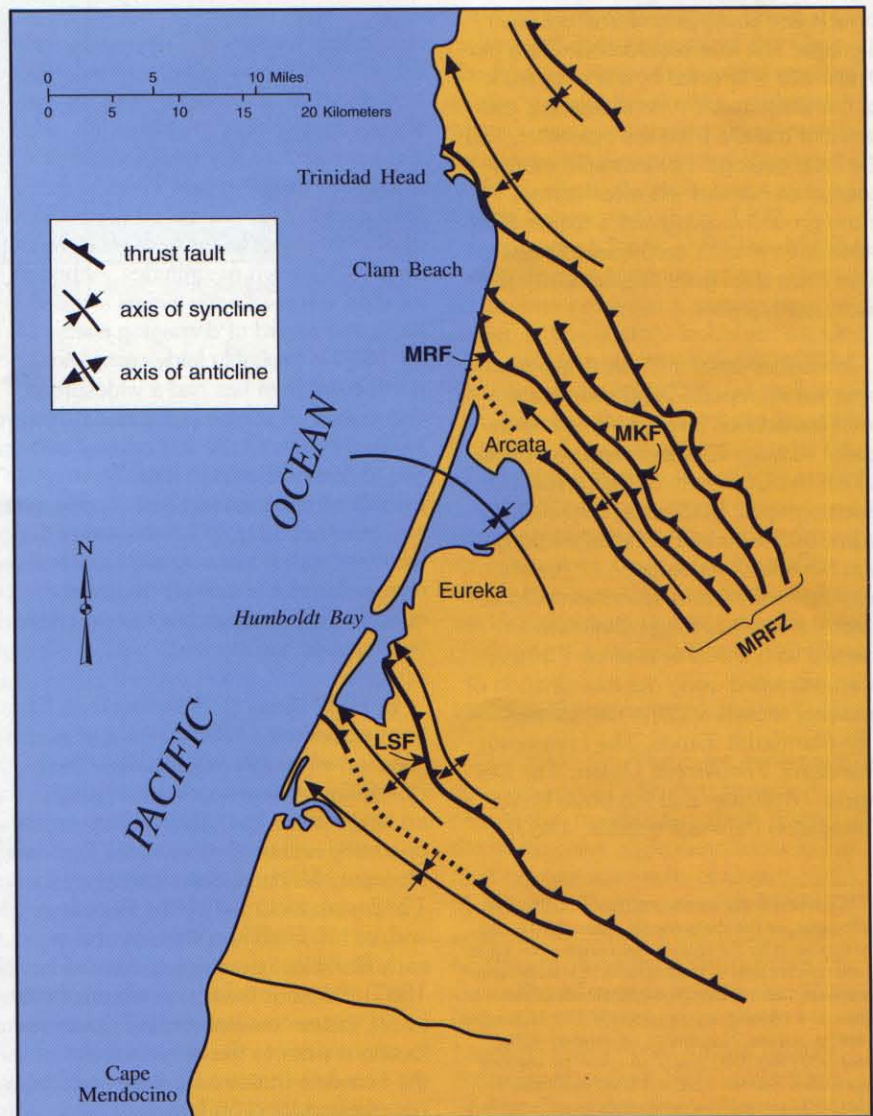 0 5 10 Miles
0 5 10 15 20 Kilometers
Trinidad Head
thrust fault
axis of syncline
axis of anticline
Clam Beach
MRF
Arcata
MKF
OCEAN
N
Eureka
Humboldt Bay
MRFZ
LSF
PACIFIC
Cape
Mendocino